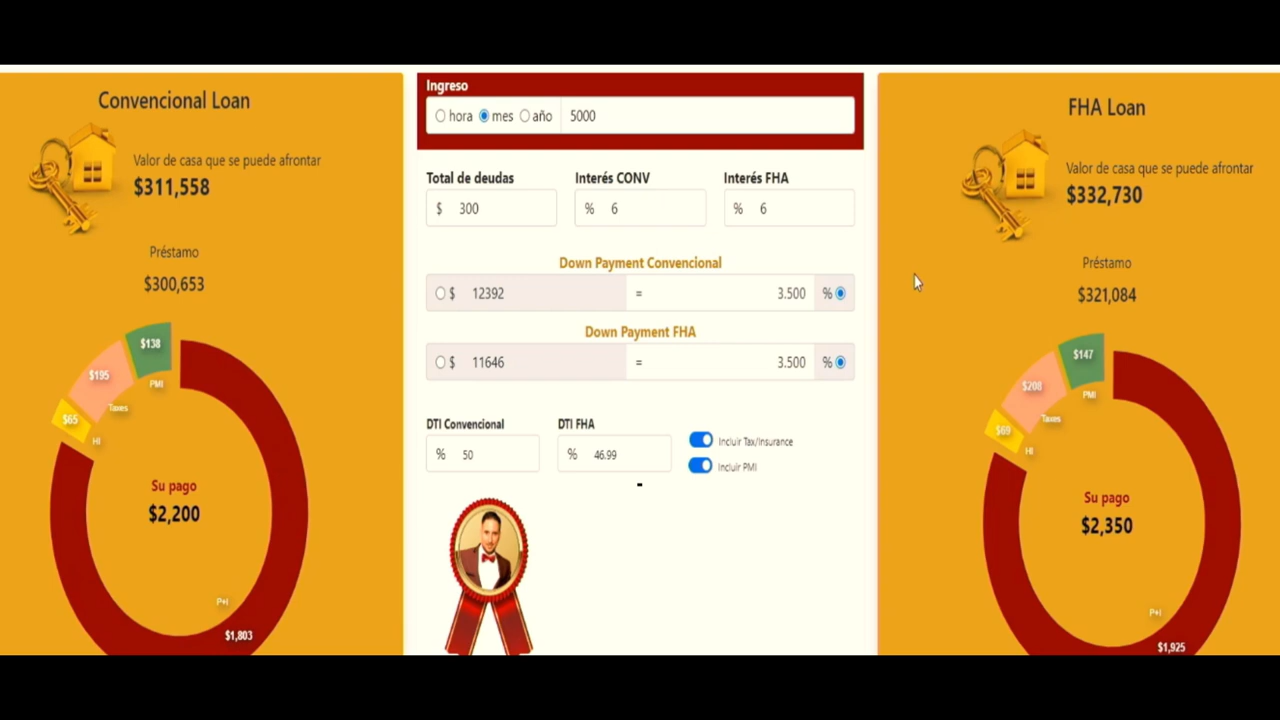 Convencional Loan
Valor de casa que se puede afrontar
$311,558
Préstamo
$300,653
$138
PMI
$195
Taxes
$65
HI
Su pago
$2,200
P+I
$1,803
Ingreso
hora mes año 5000
Total de deudas Interés CONV Interés FHA
$ 300 % 6 % 6
Down Payment Convencional
$ 12392 = 3.500 %
Down Payment FHA
$ 11646 = 3.500 %
DTI Convencional DTI FHA
% 50 % 46.99
Incluir Tax/Insurance
Incluir PMI
FHA Loan
Valor de casa que se puede afrontar
$332,730
Préstamo
$321,084
$147
PMI
$208
Taxes
$69
HI
Su pago
$2,350
P+I
$1,925